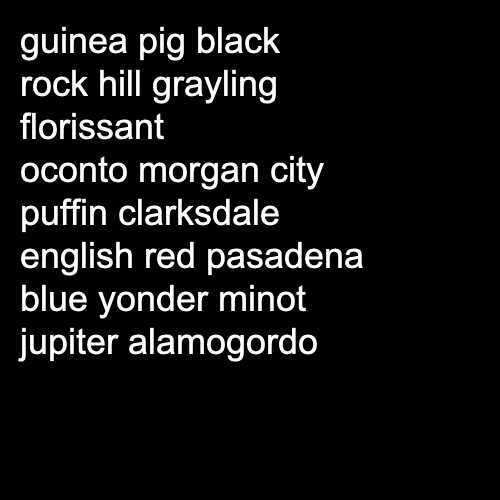 guinea pig black
rock hill grayling
florissant
oconto morgan city
puffin clarksdale
english red pasadena
blue yonder minot
jupiter alamogordo